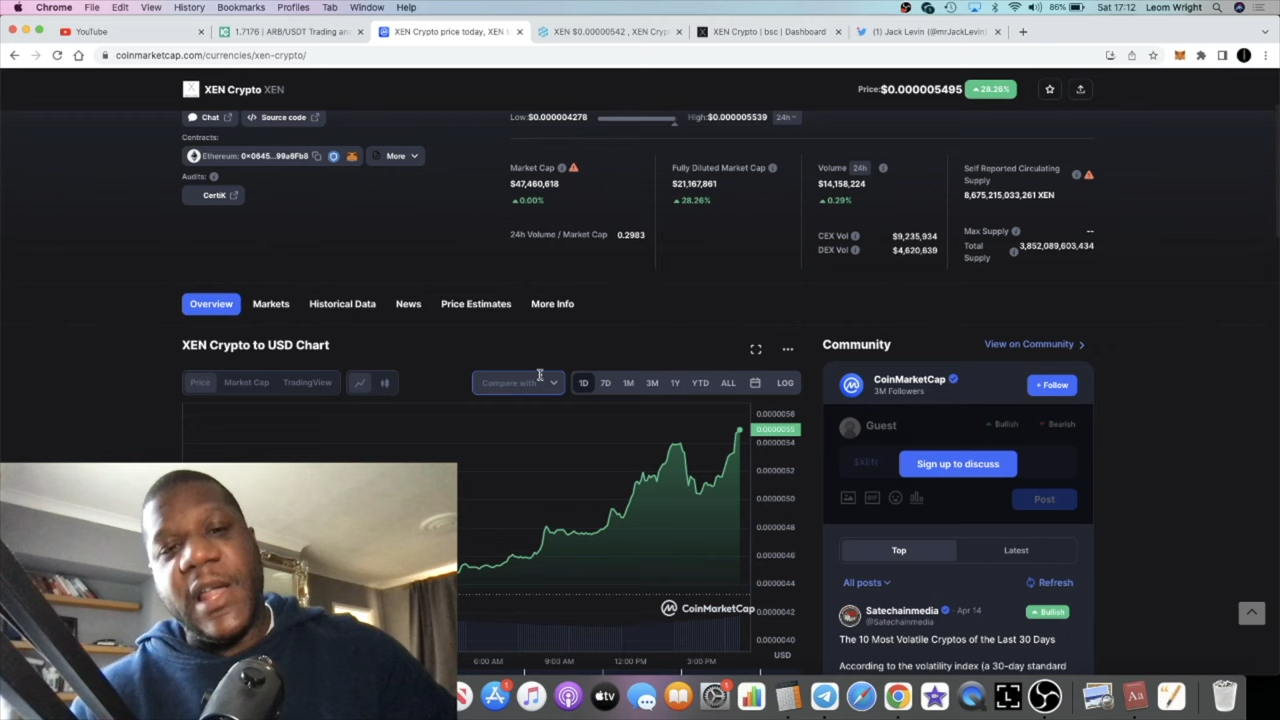 Chrome File Edit View History Bookmarks Profiles Tab Window Help 86% Sat 17:12 Leom Wright
YouTube 1.7176 | ARB/USDT Trading an XEN Crypto price today, XEN t XEN $0.00000542 , XEN Cryp XEN Crypto | bsc | Dashboard (1) Jack Levin (@mrJackLevin)
coinmarketcap.com/currencies/xen-crypto/
XEN Crypto XEN
Price:$0.000005495 28.26%
Chat Source code
Low:$0.000004278 High:$0.000005539 24h
Contracts:
Ethereum: 0x0645...99a6Fb8 More
Audits:
CertiK
Market Cap Fully Diluted Market Cap Volume 24h Self Reported Circulating
Supply
$47,460,618 $21,167,861 $14,158,224 8,675,215,033,261 XEN
0.00% 28.26% 0.29%
24h Volume / Market Cap 0.2983
CEX Vol $9,235,934
DEX Vol $4,620,639
Max Supply --
Total
Supply 3,852,089,603,434
Overview Markets Historical Data News Price Estimates More Info
XEN Crypto to USD Chart
Price Market Cap TradingView Compare with 1D 7D 1M 3M 1Y YTD ALL LOG
0.0000058
0.0000055
0.0000054
0.0000052
0.0000050
0.0000048
0.0000046
0.0000044
0.0000042
0.0000040
CoinMarketCap
6:00 AM 9:00 AM 12:00 PM 3:00 PM USD
Community View on Community
CoinMarketCap
3M Followers
+ Follow
Guest Bullish Bearish
$XEN
Sign up to discuss
GIF
Post
Top Latest
All posts Refresh
Satechainmedia · Apr 14 Bullish
@Satechainmedia
The 10 Most Volatile Cryptos of the Last 30 Days
According to the volatility index (a 30-day standard